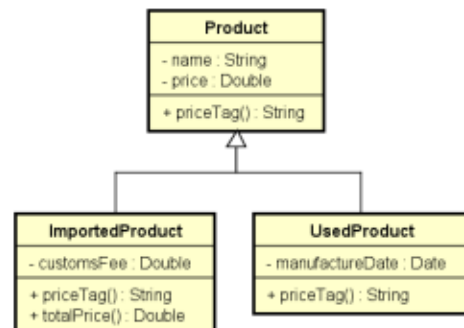 Product
- name : String
- price : Double
+ priceTag() : String
ImportedProduct
- customsFee : Double
+ priceTag() : String
+ totalPrice() : Double
UsedProduct
- manufactureDate : Date
+ priceTag() : String